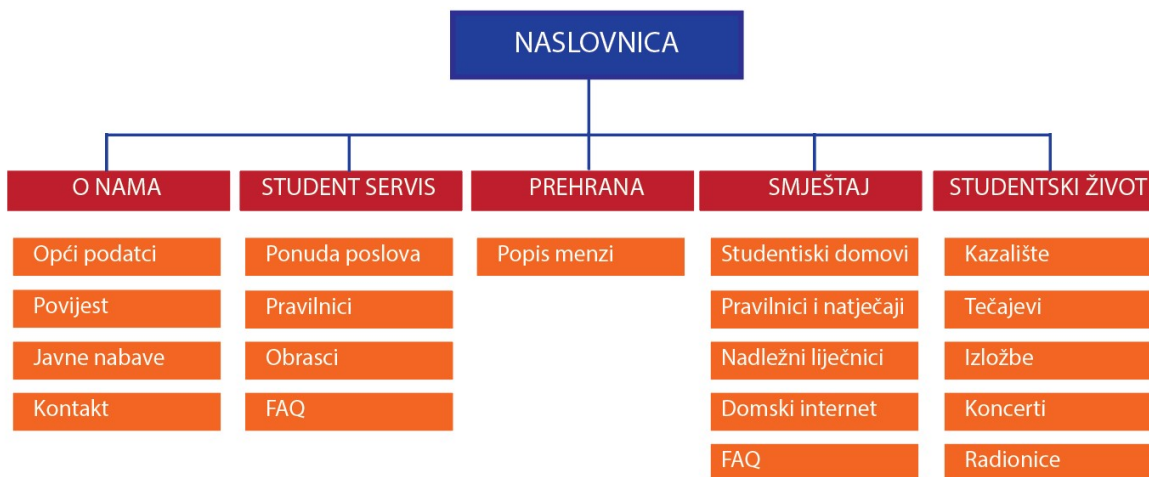 NASLOVNICA
O NAMA
Opći podatci
Povijest
Javne nabave
Kontakt
STUDENT SERVIS
Ponuda poslova
Pravilnici
Obrasci
FAQ
PREHRANA
Popis menzi
SMJEŠTAJ
Studentiski domovi
Pravilnici i natječaji
Nadležni liječnici
Domski internet
FAQ
STUDENTSKI ŽIVOT
Kazalište
Tečajevi
Izložbe
Koncerti
Radionice